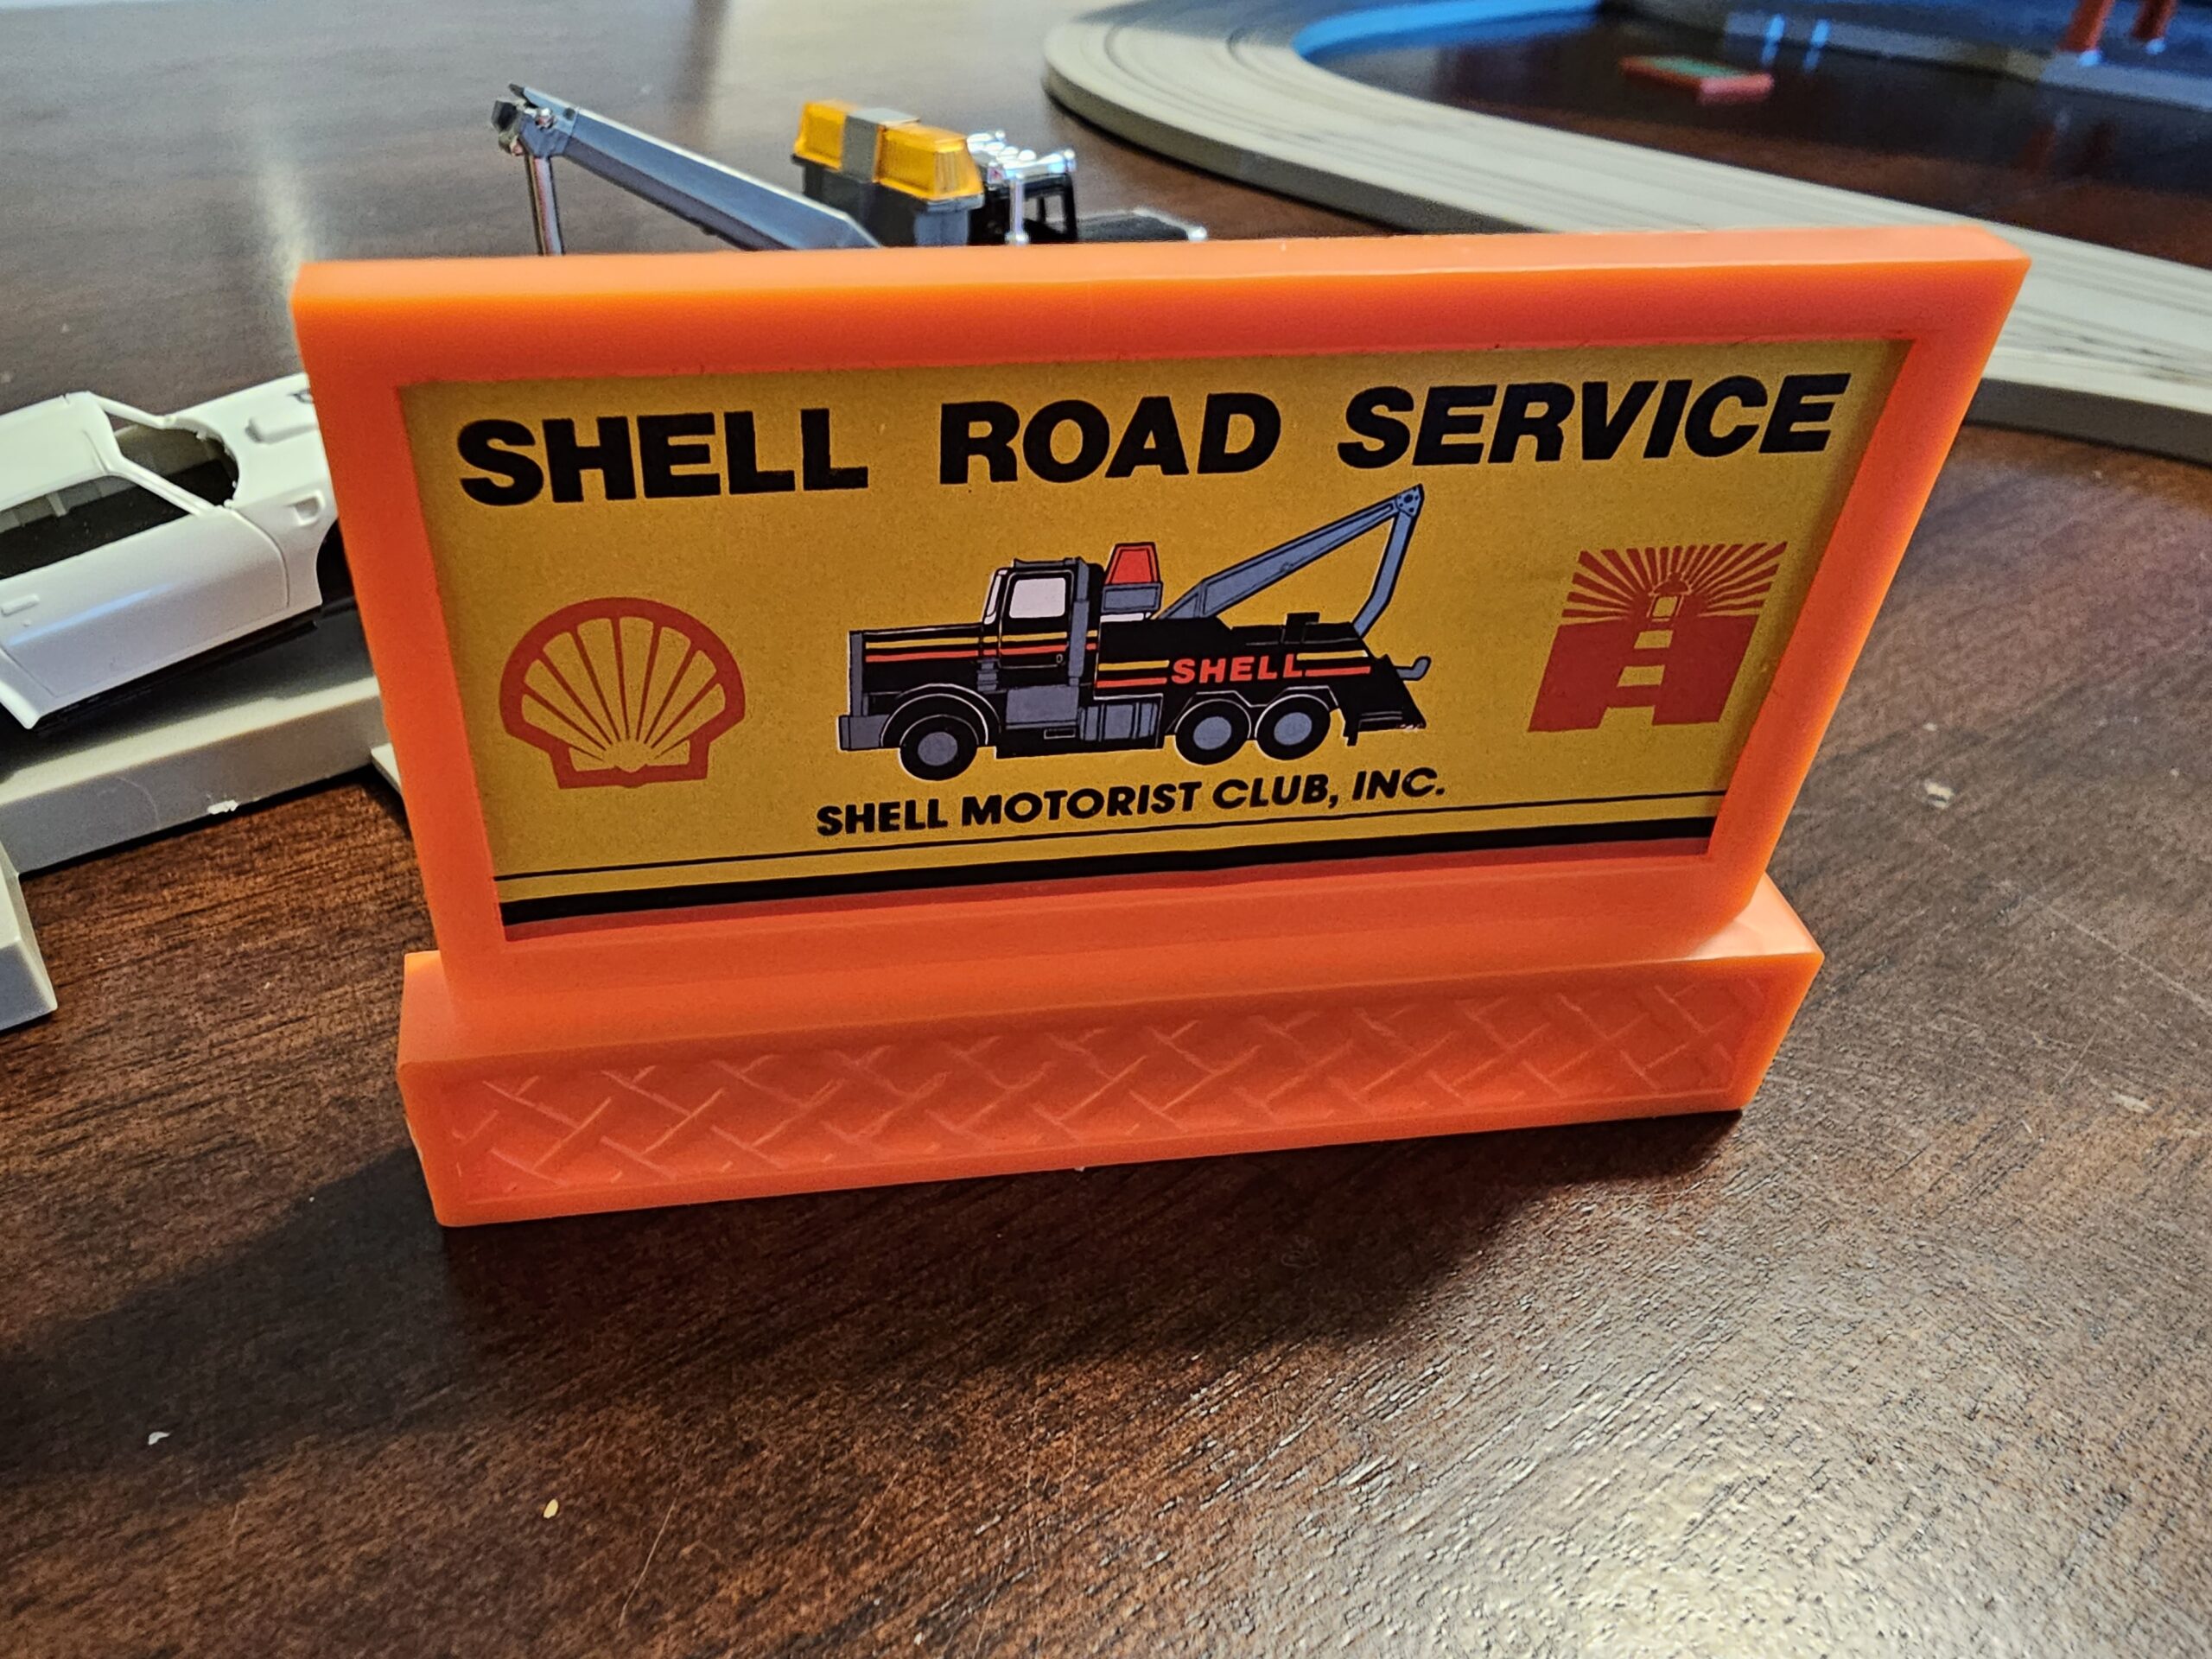 SHELL ROAD SERVICE
SHELL
SHELL MOTORIST CLUB, INC.